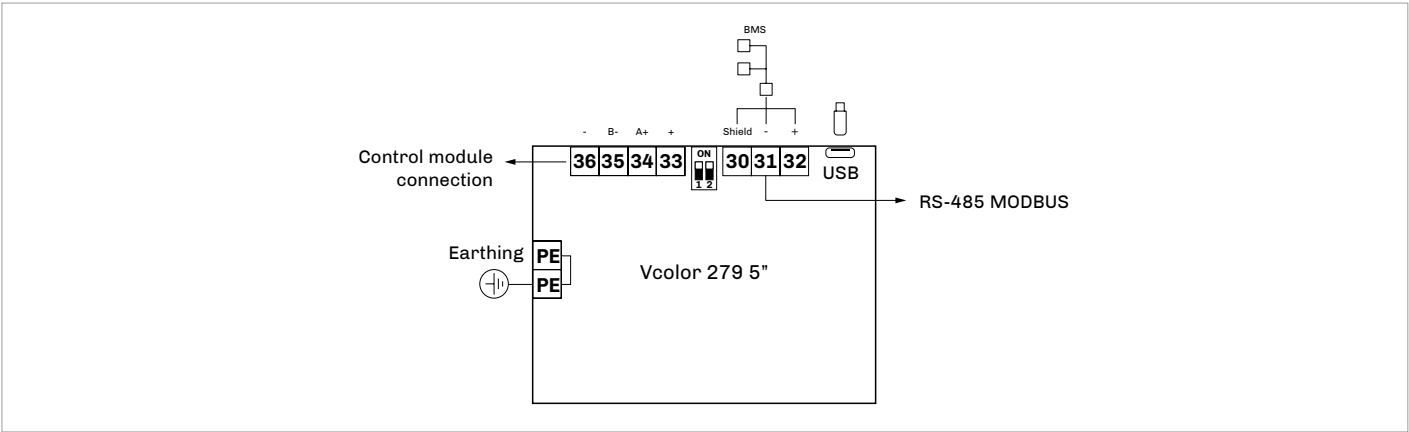 BMS
- B- A+ + Shield - +
Control module
connection
36 35 34 33 ON 30 31 32
1 2
USB
RS-485 MODBUS
Earthing
PE
PE
Vcolor 279 5”